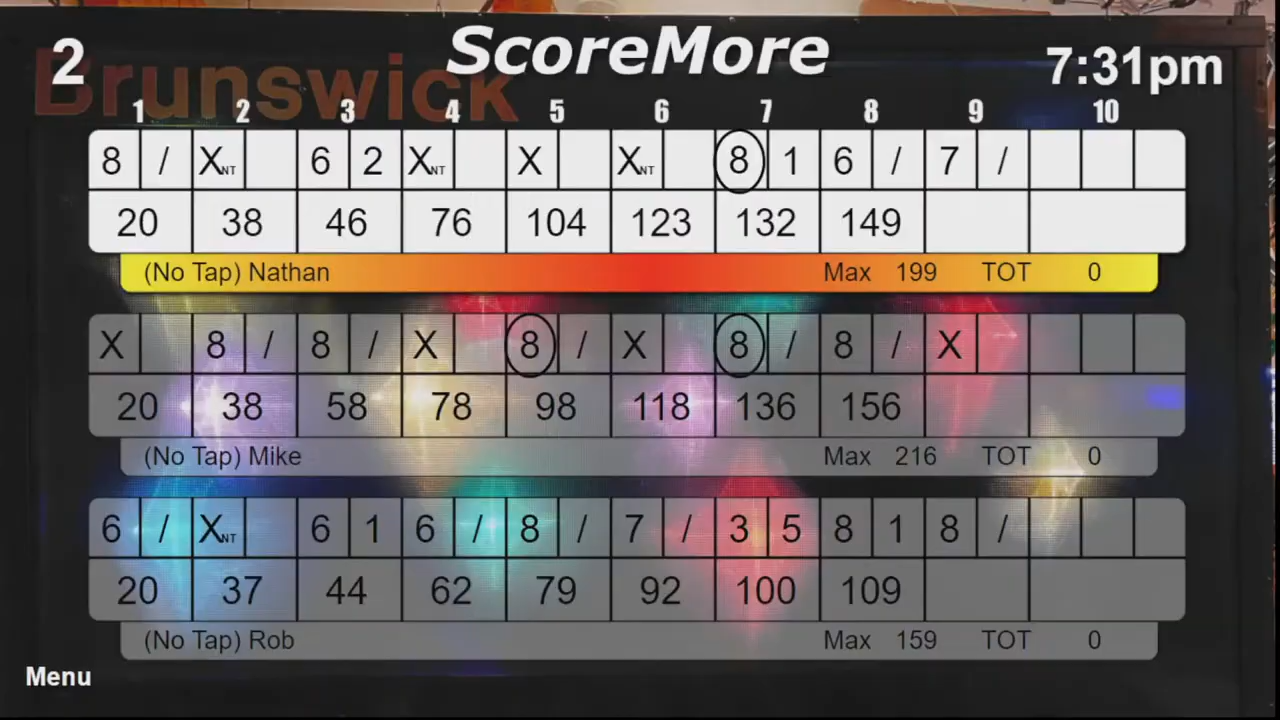 2 ScoreMore 7:31pm
Brunswick
1 2 3 4 5 6 7 8 9 10
8 / XNT 6 2 XNT X XNT 8 1 6 / 7 /
20 38 46 76 104 123 132 149
(No Tap) Nathan Max 199 TOT 0
X 8 / 8 / X 8 / X 8 / 8 / X
20 38 58 78 98 118 136 156
(No Tap) Mike Max 216 TOT 0
6 / XNT 6 1 6 / 8 / 7 / 3 5 8 1 8 /
20 37 44 62 79 92 100 109
(No Tap) Rob Max 159 TOT 0
Menu